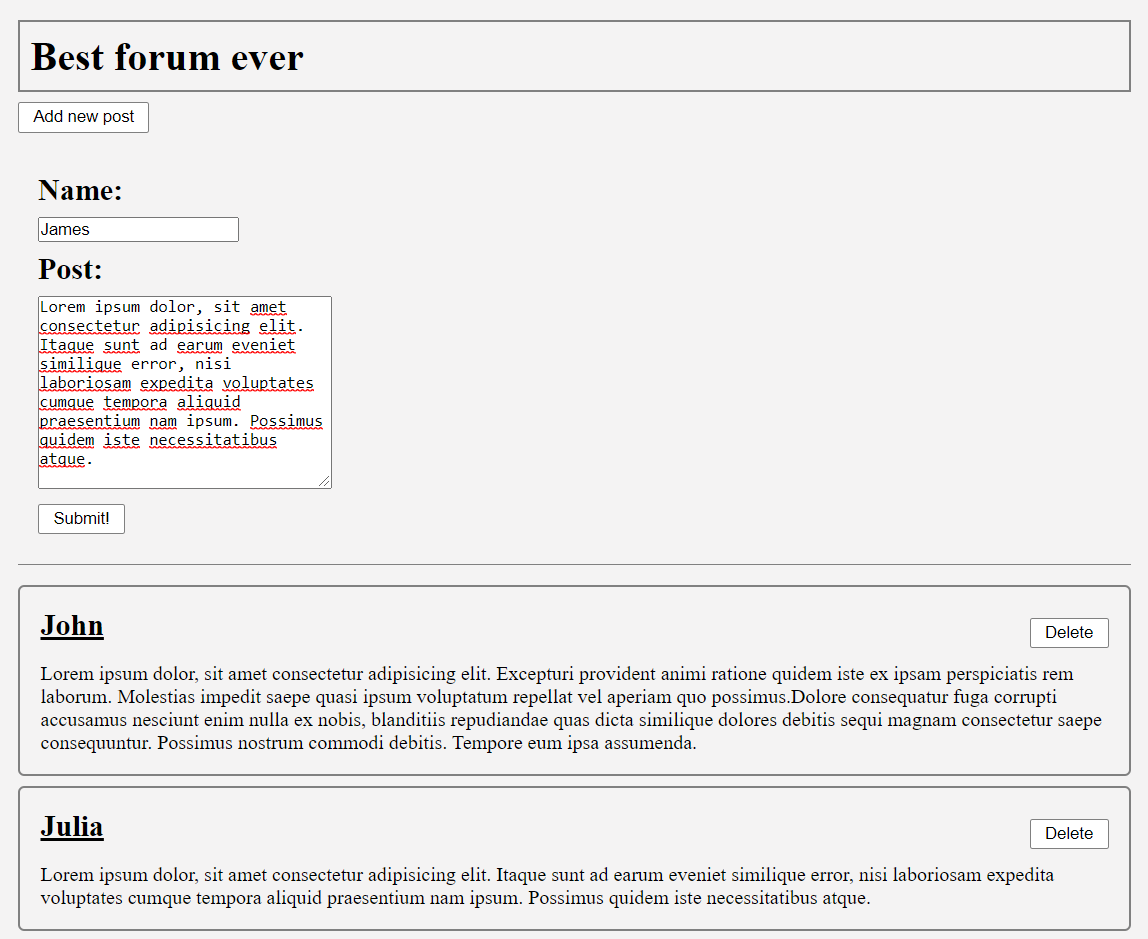 Best forum ever
Add new post
Name:
James
Post:
Lorem ipsum dolor, sit amet
consectetur adipisicing elit.
Itaque sunt ad earum eveniet
similique error, nisi
laboriosam expedita voluptates
cumque tempora aliquid
praesentium nam ipsum. Possimus
quidem iste necessitatibus
atque.
Submit!
John
Delete
Lorem ipsum dolor, sit amet consectetur adipisicing elit. Excepturi provident animi ratione quidem iste ex ipsam perspiciatis rem
laborum. Molestias impedit saepe quasi ipsum voluptatum repellat vel aperiam quo possimus.Dolore consequatur fuga corrupti
accusamus nesciunt enim nulla ex nobis, blanditiis repudiandae quas dicta similique dolores debitis sequi magnam consectetur saepe
consequuntur. Possimus nostrum commodi debitis. Tempore eum ipsa assumenda.
Julia
Delete
Lorem ipsum dolor, sit amet consectetur adipisicing elit. Itaque sunt ad earum eveniet similique error, nisi laboriosam expedita
voluptates cumque tempora aliquid praesentium nam ipsum. Possimus quidem iste necessitatibus atque.